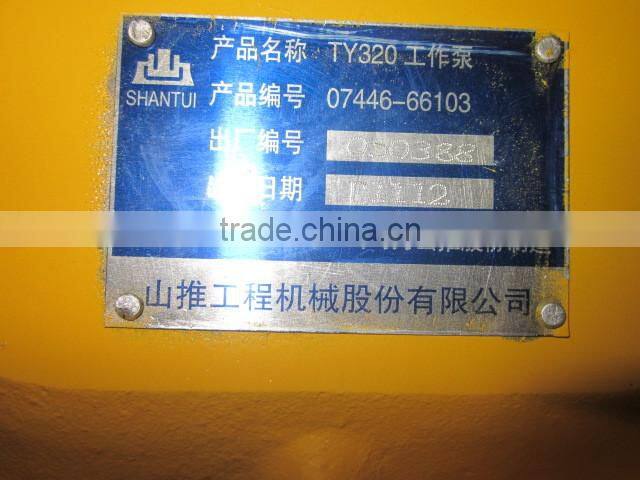 产品名称 TY320 工作泵
SHANTUI
产品编号 07446-66103
出厂编号
日期
trade.china.cn
山推工程机械股份有限公司